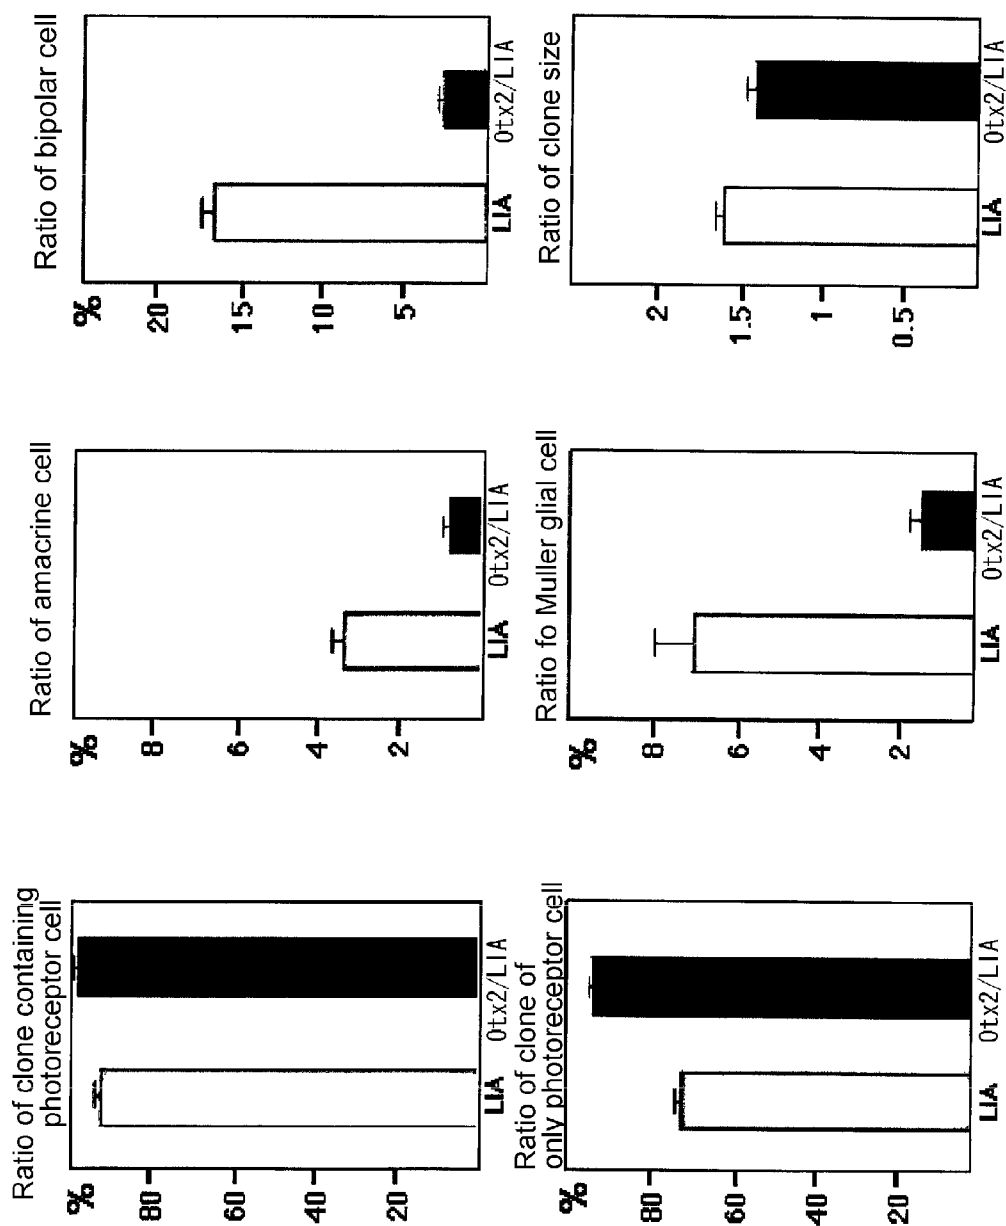 Ratio of clone containing
photoreceptor cell
%
80
60
40
20
LIA
Otx2/LIA
Ratio of amacrine cell
%
8
6
4
2
LIA
Otx2/LIA
Ratio of bipolar cell
%
20
15
10
5
LIA
Otx2/LIA
Ratio of clone of
only photoreceptor cell
%
80
60
40
20
LIA
Otx2/LIA
Ratio fo Muller glial cell
%
8
6
4
2
LIA
Otx2/LIA
Ratio of clone size
2
1.5
1
0.5
LIA
Otx2/LIA